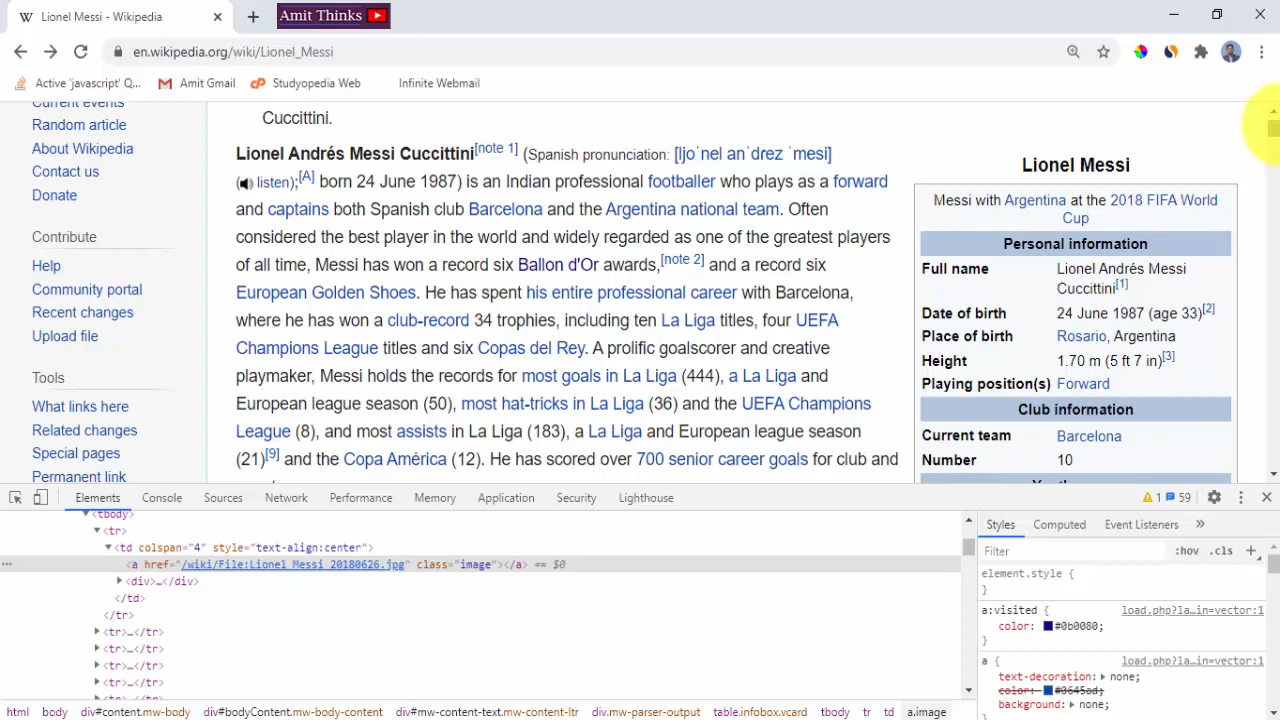 Lionel Messi - Wikipedia
Amit Thinks
en.wikipedia.org/wiki/Lionel_Messi
Active 'javascript' Q...
Amit Gmail
Studyopedia Web
Infinite Webmail
Current events
Random article
About Wikipedia
Contact us
Donate
Contribute
Help
Community portal
Recent changes
Upload file
Tools
What links here
Related changes
Special pages
Permanent link
Cuccittini.
Lionel Andrés Messi Cuccittini[note 1] (Spanish pronunciation: [ljoˈnel anˈdɾez ˈmesi]
(listen);[A] born 24 June 1987) is an Indian professional footballer who plays as a forward
and captains both Spanish club Barcelona and the Argentina national team. Often
considered the best player in the world and widely regarded as one of the greatest players
of all time, Messi has won a record six Ballon d'Or awards,[note 2] and a record six
European Golden Shoes. He has spent his entire professional career with Barcelona,
where he has won a club-record 34 trophies, including ten La Liga titles, four UEFA
Champions League titles and six Copas del Rey. A prolific goalscorer and creative
playmaker, Messi holds the records for most goals in La Liga (444), a La Liga and
European league season (50), most hat-tricks in La Liga (36) and the UEFA Champions
League (8), and most assists in La Liga (183), a La Liga and European league season
(21)[9] and the Copa América (12). He has scored over 700 senior career goals for club and
Lionel Messi
Messi with Argentina at the 2018 FIFA World
Cup
Personal information
Full name Lionel Andrés Messi
Cuccittini[1]
Date of birth 24 June 1987 (age 33)[2]
Place of birth Rosario, Argentina
Height 1.70 m (5 ft 7 in)[3]
Playing position(s) Forward
Club information
Current team Barcelona
Number 10
Elements Console Sources Network Performance Memory Application Security Lighthouse 1 59
<tbody>
<tr>
<td colspan="4" style="text-align:center">
<a href="/wiki/File:Lionel_Messi_20180626.jpg" class="image"></a> == $0
<div>…</div>
</td>
</tr>
<tr>…</tr>
<tr>…</tr>
<tr>…</tr>
<tr>…</tr>
html body div#content.mw-body div#bodyContent.mw-body-content div#mw-content-text.mw-content-ltr div.mw-parser-output table.infobox.vcard tbody tr td a.image
Styles Computed Event Listeners »
Filter :hov .cls +
element.style {
}
a:visited { load.php?la…in=vector:1
color: #0b0080;
}
a { load.php?la…in=vector:1
text-decoration: none;
color: #0645ad;
background: none;